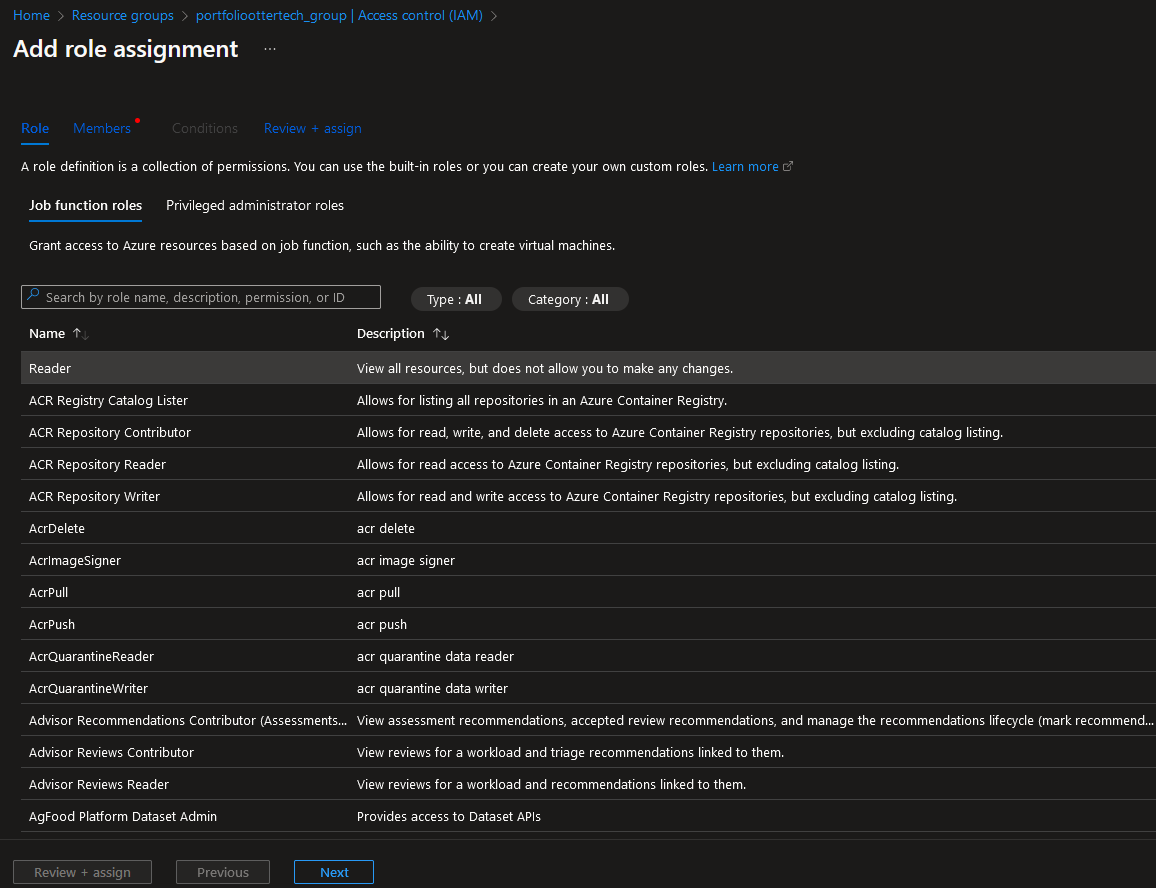 Home > Resource groups > portfolioottertech_group | Access control (IAM) >
Add role assignment ...
Role Members Conditions Review + assign
A role definition is a collection of permissions. You can use the built-in roles or you can create your own custom roles. Learn more
Job function roles Privileged administrator roles
Grant access to Azure resources based on job function, such as the ability to create virtual machines.
Search by role name, description, permission, or ID Type : All Category : All
Name ↑↓ Description ↑↓
Reader View all resources, but does not allow you to make any changes.
ACR Registry Catalog Lister Allows for listing all repositories in an Azure Container Registry.
ACR Repository Contributor Allows for read, write, and delete access to Azure Container Registry repositories, but excluding catalog listing.
ACR Repository Reader Allows for read access to Azure Container Registry repositories, but excluding catalog listing.
ACR Repository Writer Allows for read and write access to Azure Container Registry repositories, but excluding catalog listing.
AcrDelete acr delete
AcrImageSigner acr image signer
AcrPull acr pull
AcrPush acr push
AcrQuarantineReader acr quarantine data reader
AcrQuarantineWriter acr quarantine data writer
Advisor Recommendations Contributor (Assessments... View assessment recommendations, accepted review recommendations, and manage the recommendations lifecycle (mark recommend...
Advisor Reviews Contributor View reviews for a workload and triage recommendations linked to them.
Advisor Reviews Reader View reviews for a workload and recommendations linked to them.
AgFood Platform Dataset Admin Provides access to Dataset APIs
Review + assign Previous Next